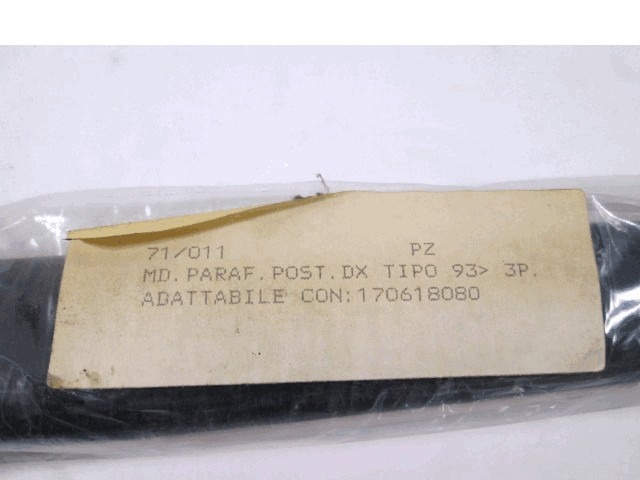 71/011 PZ
MD.PARAF.POST.DX TIPO 93> 3P.
ADATTABILE CON:170618080